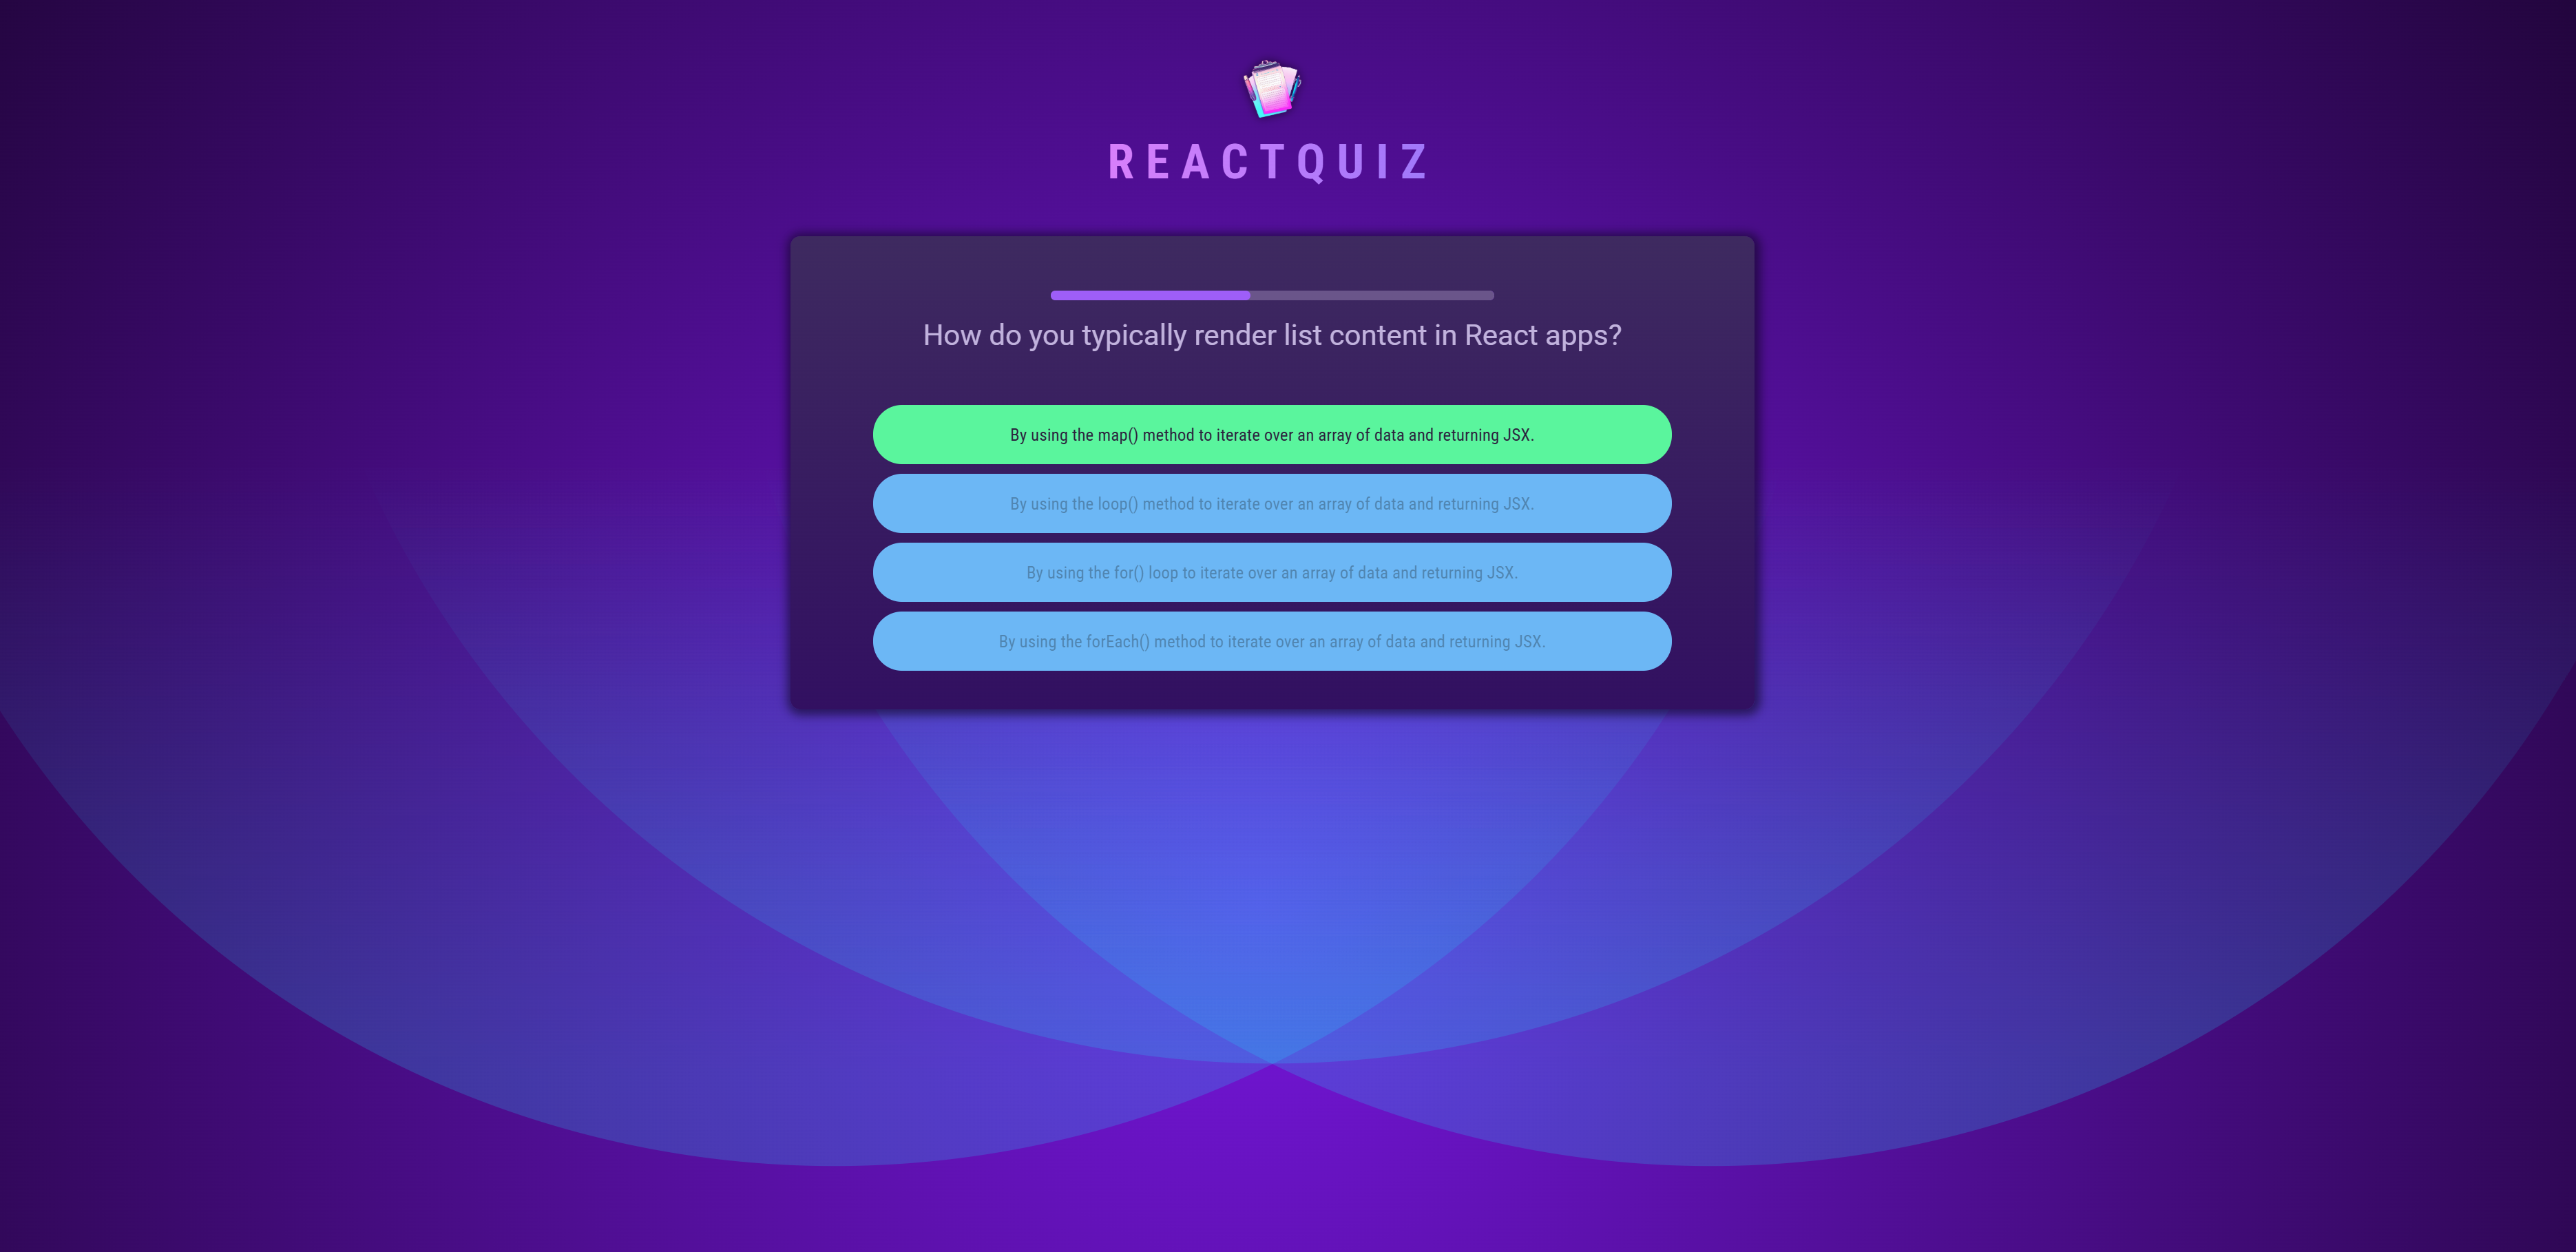 REACTQUIZ
How do you typically render list content in React apps?
By using the map() method to iterate over an array of data and returning JSX.
By using the loop() method to iterate over an array of data and returning JSX.
By using the for() loop to iterate over an array of data and returning JSX.
By using the forEach() method to iterate over an array of data and returning JSX.